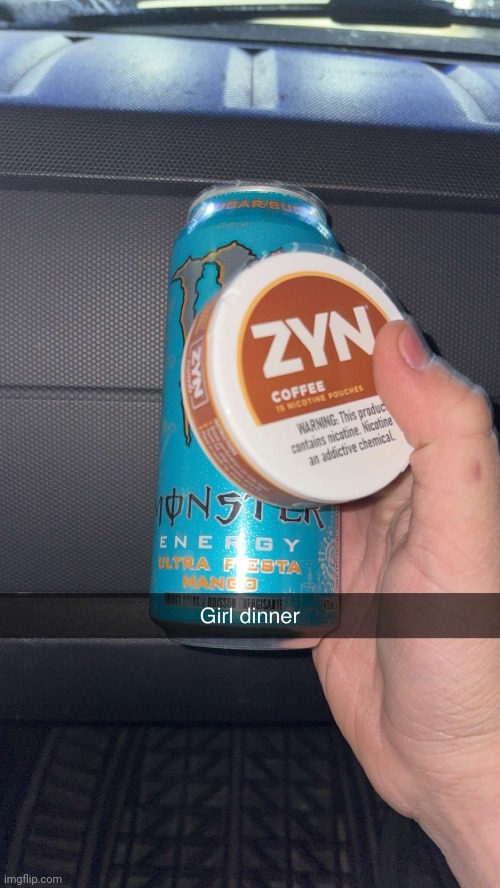 ZYN
ZYN
COFFEE
15 NICOTINE POUCHES
WARNING: This produc
contains nicotine. Nicotine
an addictive chemical.
MONSTER
ENERGY
ULTRA FIESTA
MANGO
Girl dinner
imgflip.com